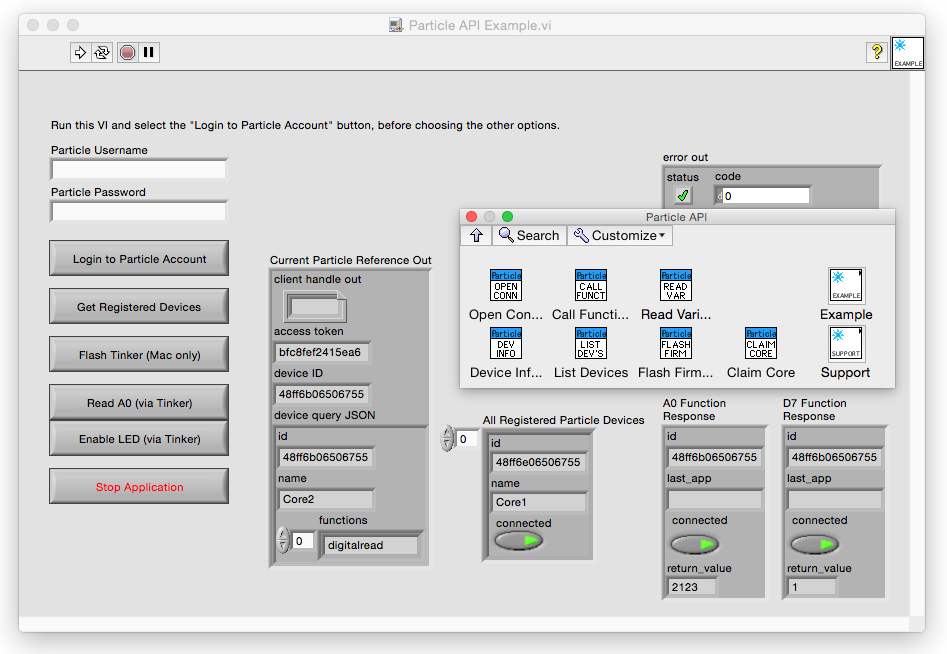 Particle API Example.vi
EXAMPLE
Run this VI and select the "Login to Particle Account" button, before choosing the other options.
Particle Username
Particle Password
Login to Particle Account
Get Registered Devices
Flash Tinker (Mac only)
Read A0 (via Tinker)
Enable LED (via Tinker)
Stop Application
Current Particle Reference Out
client handle out
access token
bfc8fef2415ea6
device ID
48ff6b06506755
device query JSON
id
48ff6b06506755
name
Core2
functions
0
digitalread
error out
status
code
0
Particle API
Search
Customize
Particle
OPEN
CONN
Open Con...
Particle
CALL
FUNCT
Call Functi...
Particle
READ
VAR
Read Vari...
EXAMPLE
Example
Particle
DEV
INFO
Device Inf...
Particle
LIST
DEV'S
List Devices
Particle
FLASH
FIRM
Flash Firm...
Particle
CLAIM
CORE
Claim Core
SUPPORT
Support
All Registered Particle Devices
0
id
48ff6e06506755
name
Core1
connected
A0 Function
Response
id
48ff6b06506755
last_app
connected
return_value
2123
D7 Function
Response
id
48ff6b06506755
last_app
connected
return_value
1